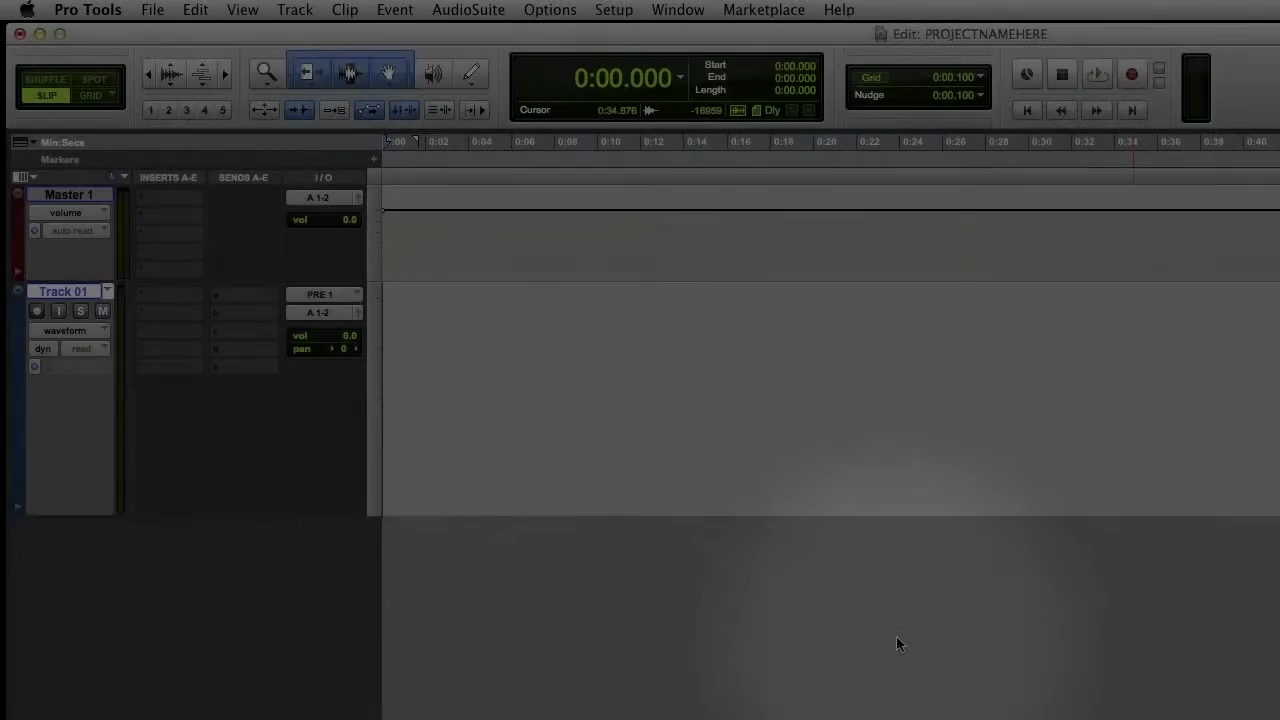 Pro Tools File Edit View Track Clip Event AudioSuite Options Setup Window Marketplace Help
Edit: PROJECTNAMEHERE
SHUFFLE SPOT
SLIP GRID
1 2 3 4 5
0:00.000
Start 0:00.000
End 0:00.000
Length 0:00.000
Cursor 0:34.676 -16959 Dly
Grid 0:00.100
Nudge 0:00.100
Min:Secs 0:02 0:04 0:06 0:08 0:10 0:12 0:14 0:16 0:18 0:20 0:22 0:24 0:26 0:28 0:30 0:32 0:34 0:36 0:38 0:40
Markers
INSERTS A-E SENDS A-E I / O
Master 1
volume
auto read
A 1-2
vol 0.0
Track 01
I S M
waveform
dyn read
PRE 1
A 1-2
vol 0.0
pan 0